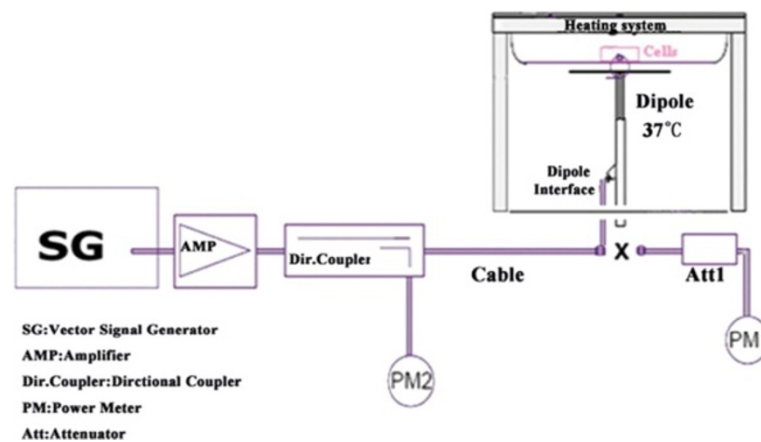 Heating system
Cells
Dipole
37°C
Dipole
Interface
SG
AMP
Dir.Coupler
X
Cable
Att1
PM2
PM
SG:Vector Signal Generator
AMP:Amplifier
Dir.Coupler:Dirctional Coupler
PM:Power Meter
Att:Attenuator